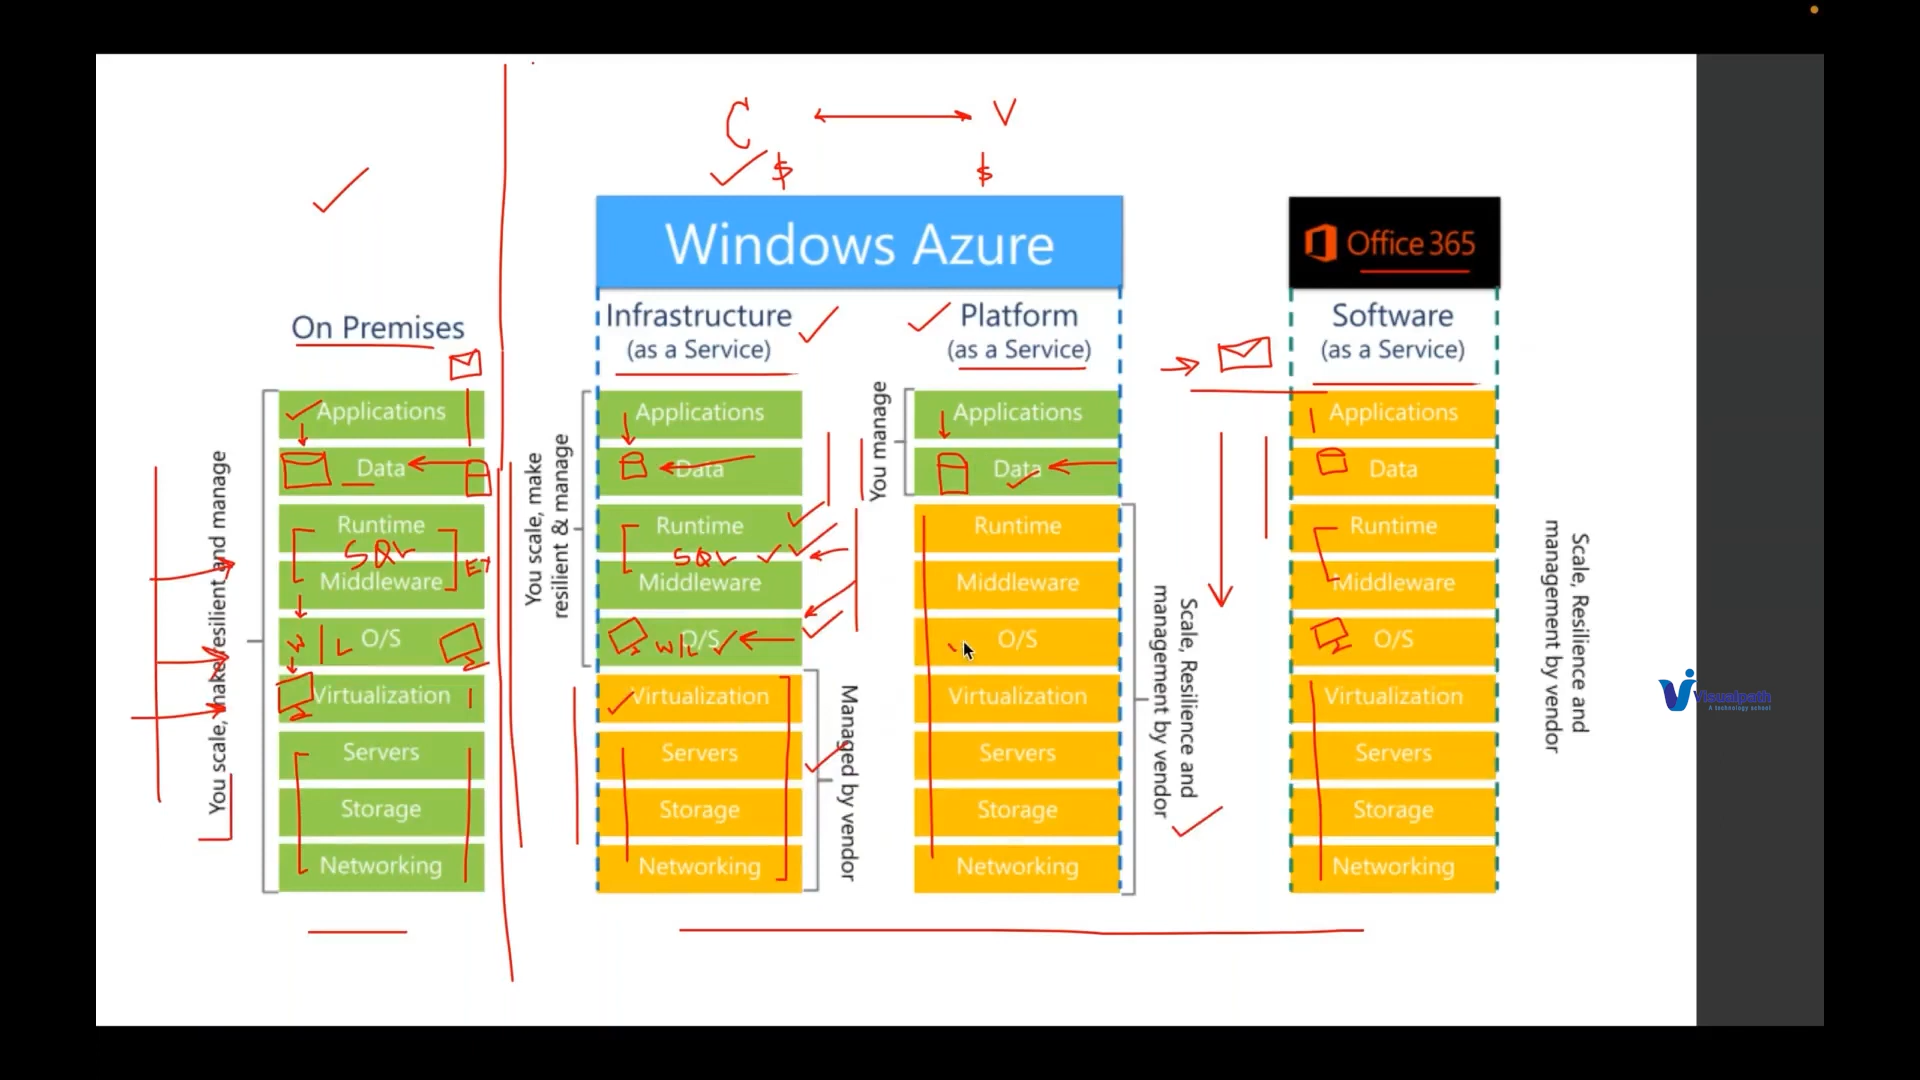 C V
$ $
Windows Azure
Office 365
On Premises
Infrastructure
(as a Service)
Platform
(as a Service)
Software
(as a Service)
You scale, make resilient and manage
Applications
Data
Runtime
SQL
Middleware
W/L
O/S
Virtualization
Servers
Storage
Networking
You scale, make
resilient & manage
Applications
Data
Runtime
SQL
Middleware
W/L
O/S
Virtualization
Servers
Storage
Networking
Managed by vendor
You manage
Applications
Data
Runtime
Middleware
O/S
Virtualization
Servers
Storage
Networking
Scale, Resilience and
management by vendor
Applications
Data
Runtime
Middleware
O/S
Virtualization
Servers
Storage
Networking
Scale, Resilience and
management by vendor
Visualpath
A technology school